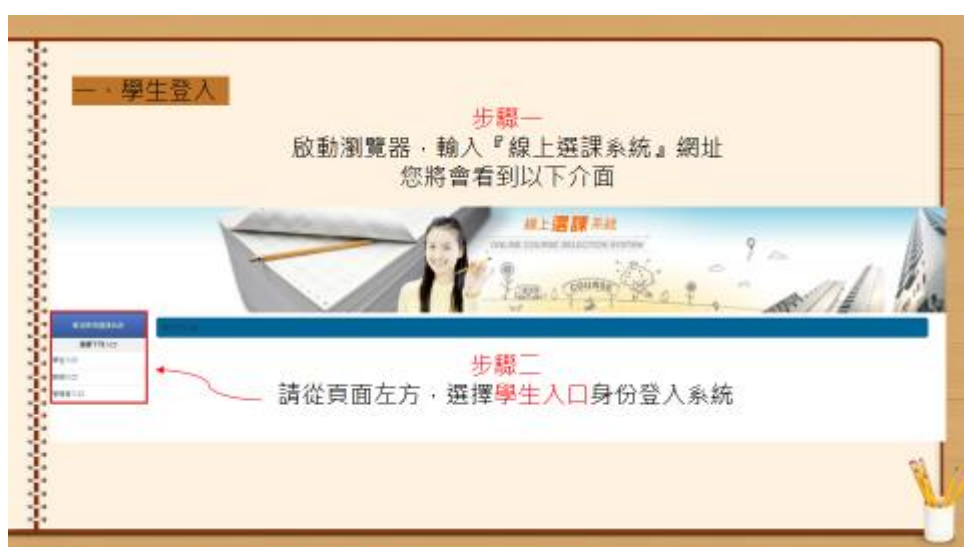 一、學生登入
步驟一
啟動瀏覽器，輸入『線上選課系統』網址
您將會看到以下介面
線上選課系統
ONLINE COURSE SELECTION SYSTEM
COURSE
步驟二
請從頁面左方，選擇學生入口身份登入系統